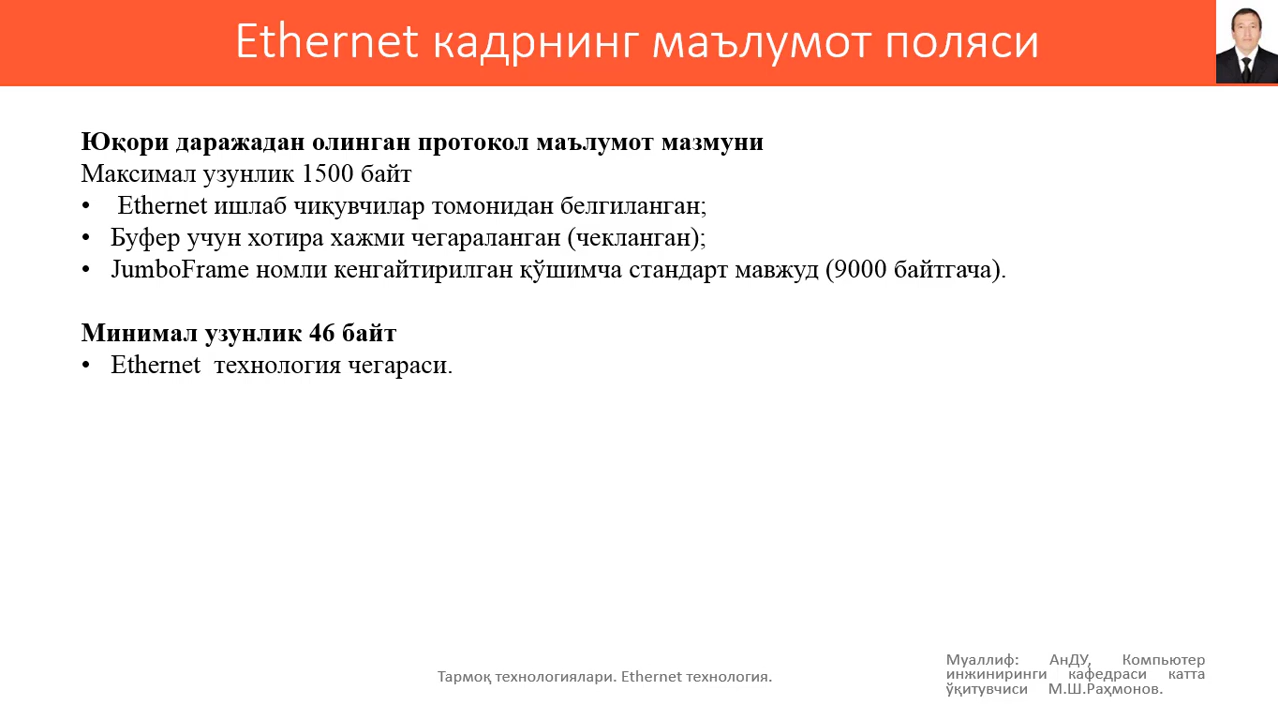 Ethernet кадрнинг маълумот поляси
Юқори даражадан олинган протокол маълумот мазмуни
Максимал узунлик 1500 байт
• Ethernet ишлаб чиқувчилар томонидан белгиланган;
• Буфер учун хотира хажми чегараланган (чекланган);
• JumboFrame номли кенгайтирилган қўшимча стандарт мавжуд (9000 байтгача).
Минимал узунлик 46 байт
• Ethernet технология чегараси.
Тармоқ технологиялари. Ethernet технология.
Муаллиф: АнДУ, Компьютер
инжиниринги кафедраси катта
ўқитувчиси М.Ш.Раҳмонов.